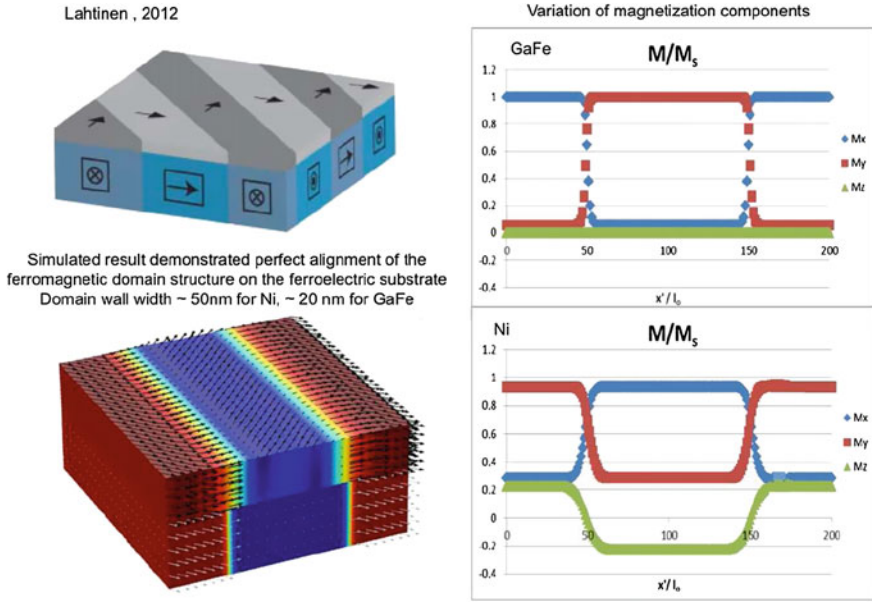 Lahtinen , 2012
Simulated result demonstrated perfect alignment of the
ferromagnetic domain structure on the ferroelectric substrate
Domain wall width ~ 50nm for Ni, ~ 20 nm for GaFe
Variation of magnetization components
GaFe
M/Ms
1.2
1
0.8
0.6
0.4
0.2
0
-0.2
-0.4
0
50
100
150
200
x'/lo
Mx
My
Mz
Ni
M/Ms
1.2
1
0.8
0.6
0.4
0.2
0
-0.2
-0.4
0
50
100
150
200
x'/lo
Mx
My
Mz